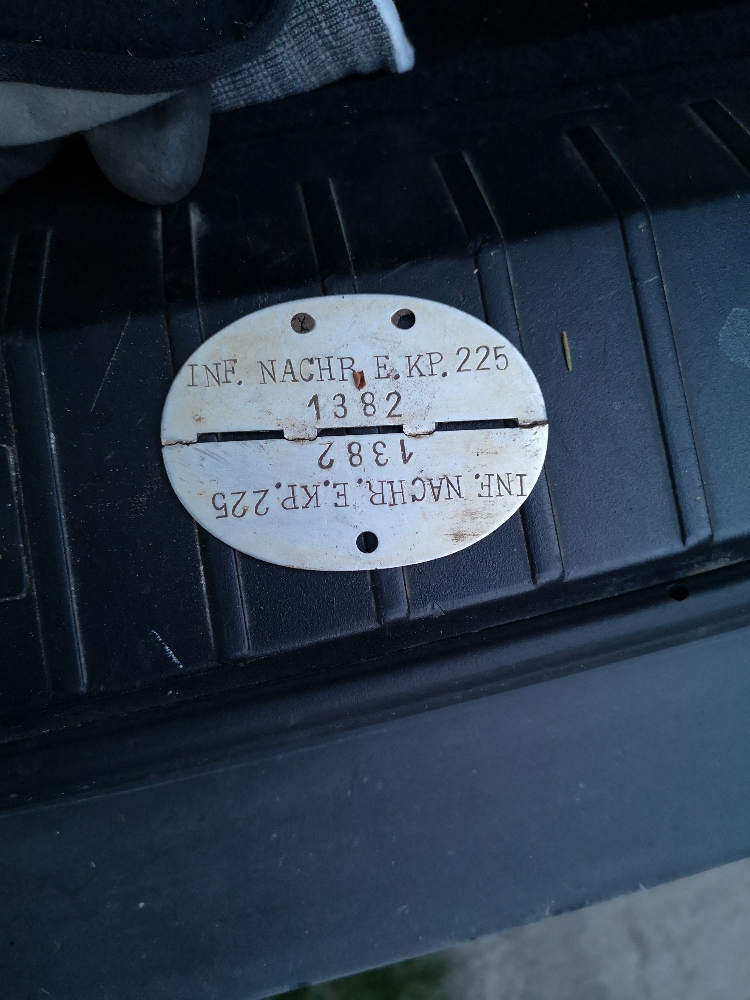 INF. NACHR. E. KP. 225
1382
1382
INF. NACHR. E. KP. 225